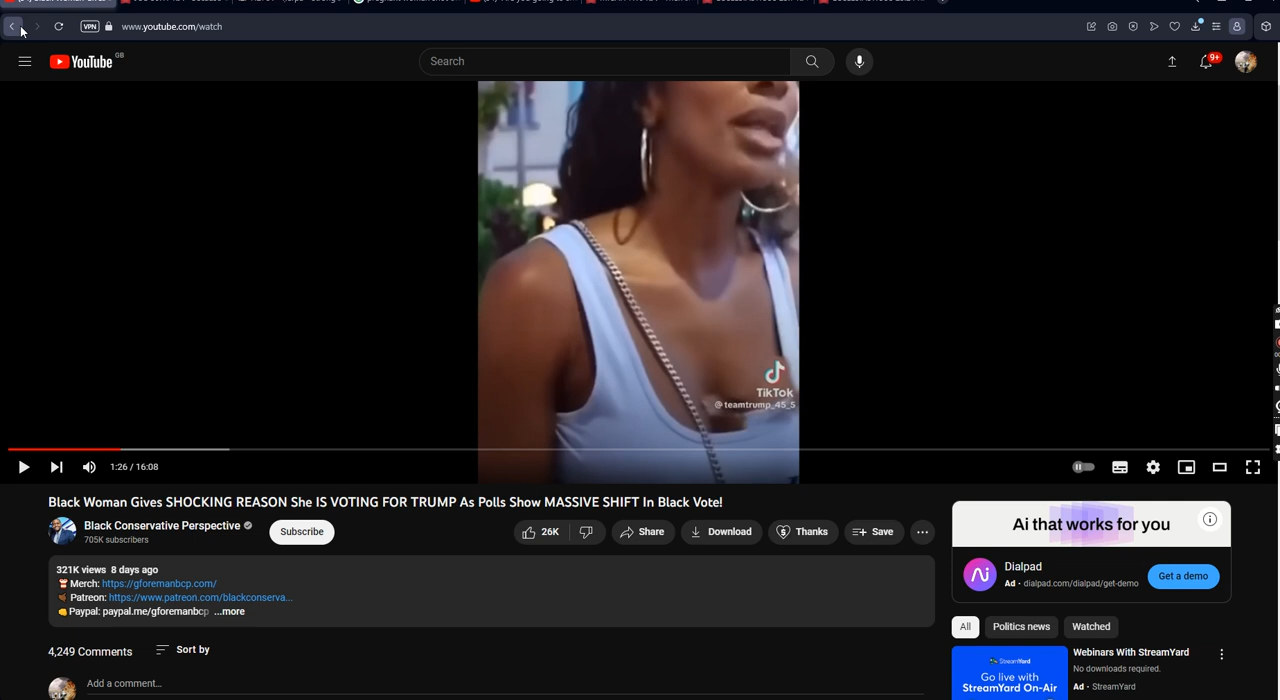 VPN
www.youtube.com/watch
YouTube GB
Search
9+
TikTok
@teamtrump_45_5
1:26 / 16:08
Black Woman Gives SHOCKING REASON She IS VOTING FOR TRUMP As Polls Show MASSIVE SHIFT In Black Vote!
Black Conservative Perspective
705K subscribers
Subscribe
26K
Share
Download
Thanks
Save
321K views 8 days ago
Merch: https://gforemanbcp.com/
Patreon: https://www.patreon.com/blackconserva...
Paypal: paypal.me/gforemanbcp ...more
4,249 Comments
Sort by
Add a comment...
Ai that works for you
Dialpad
Ad · dialpad.com/dialpad/get-demo
Get a demo
All
Politics news
Watched
StreamYard
Go live with
StreamYard On-Air
Webinars With StreamYard
No downloads required.
Ad · StreamYard